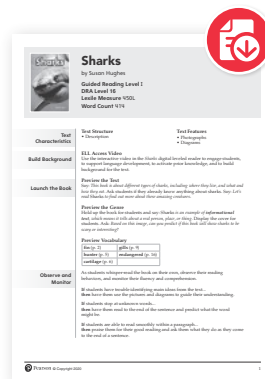 Sharks
Sharks
by Susan Hughes
Guided Reading Level I
DRA Level 16
Lexile Measure 450L
Word Count 414
Text
Characteristics
Text Structure
• Description
Text Features
• Photographs
• Diagrams
Build Background
ELL Access Video
Use the interactive video in the Sharks digital leveled reader to engage students,
to support language development, to activate prior knowledge, and to build
background for the text.
Launch the Book
Preview the Text
Say: This book is about different types of sharks, including where they live, and what and
how they eat. Ask students if they already know anything about sharks. Say: Let's
read Sharks to find out more about these amazing creatures.
Preview the Genre
Hold up the book for students and say: Sharks is an example of informational
text, which means it tells about a real person, place, or thing. Display the cover for
students. Ask: Based on this image, can you predict if this book will show sharks to be
scary or interesting?
Preview Vocabulary
fin (p. 2)
gills (p. 9)
hunter (p. 5)
endangered (p. 16)
cartilage (p. 6)
Observe and
Monitor
As students whisper-read the book on their own, observe their reading
behaviors, and monitor their fluency and comprehension.
If students have trouble identifying main ideas from the text...
then have them use the pictures and diagrams to guide their understanding.
If students stop at unknown words...
then have them read to the end of the sentence and predict what the word
might be.
If students are able to read smoothly within a paragraph...
then praise them for their good reading and ask them what they do as they come
to the end of a sentence.
Pearson © Copyright 2020
1